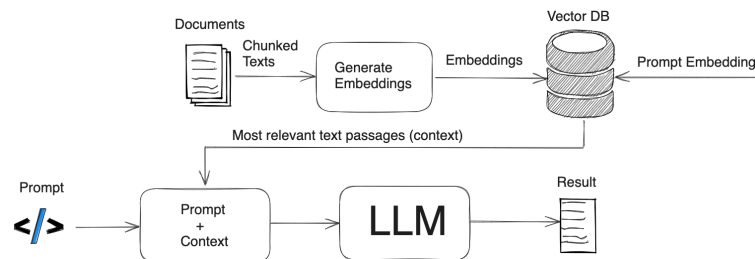 Documents
Vector DB
Chunked
Texts
Generate
Embeddings
Embeddings
Prompt Embedding
Most relevant text passages (context)
Prompt
</>
Prompt
+
Context
LLM
Result